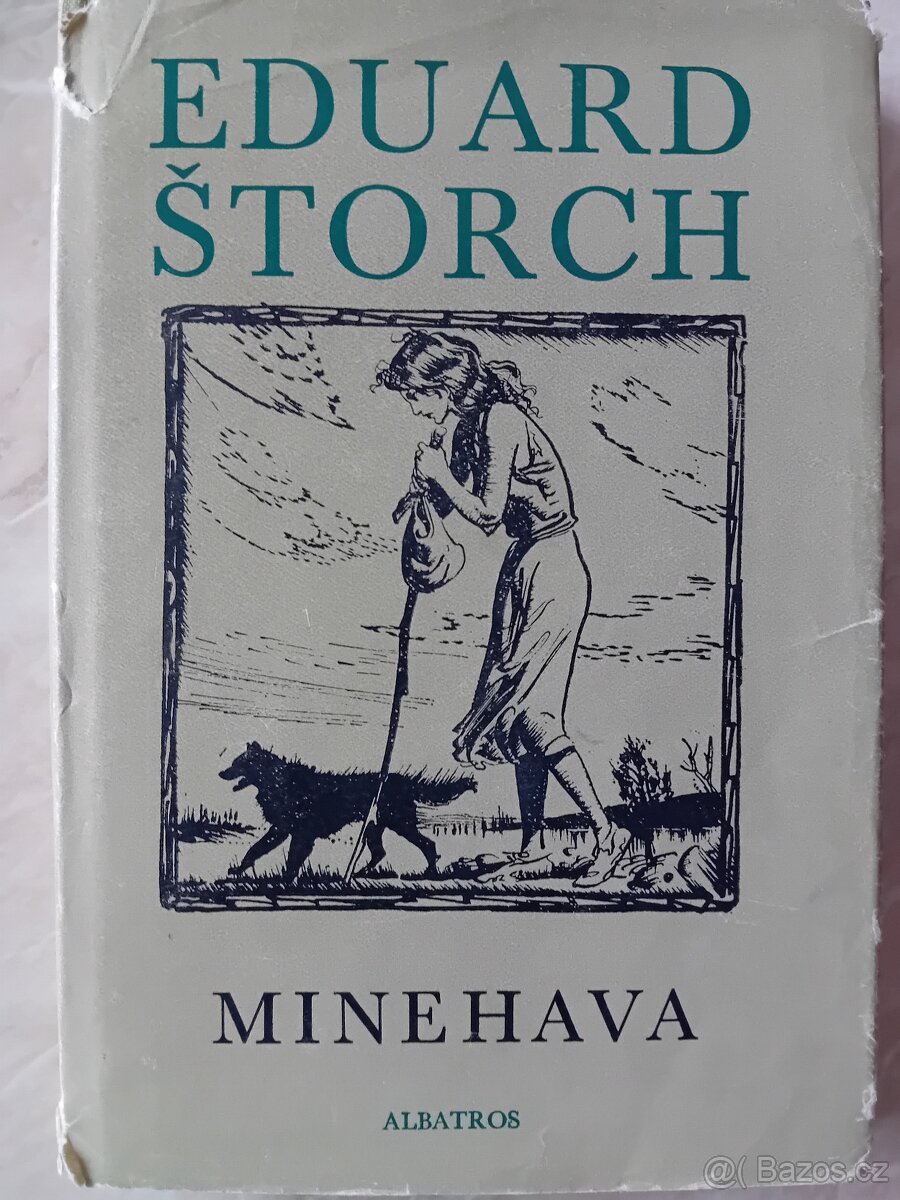 EDUARD
ŠTORCH
MINEHAVA
ALBATROS
@( Bazos.cz